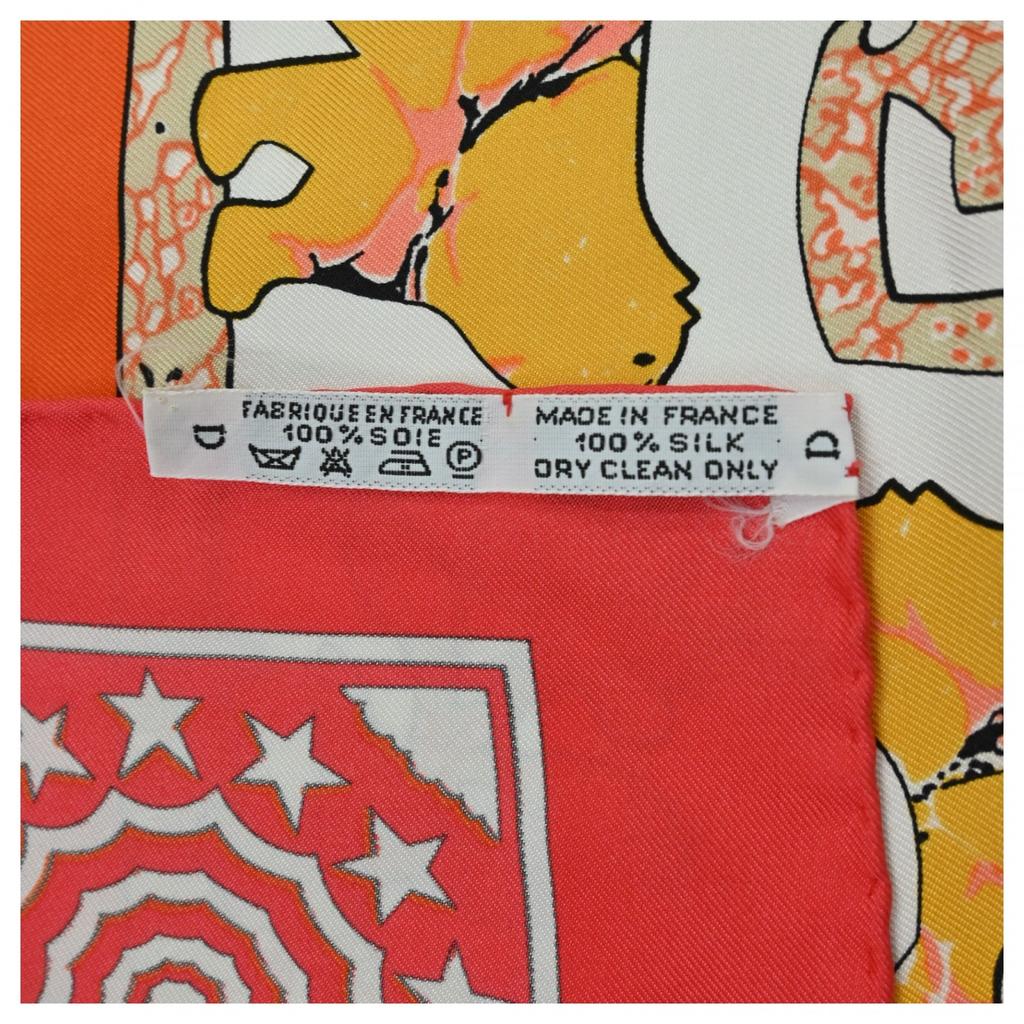 D
FABRIQUE EN FRANCE
100% SOIE
P
MADE IN FRANCE
100% SILK
DRY CLEAN ONLY
D